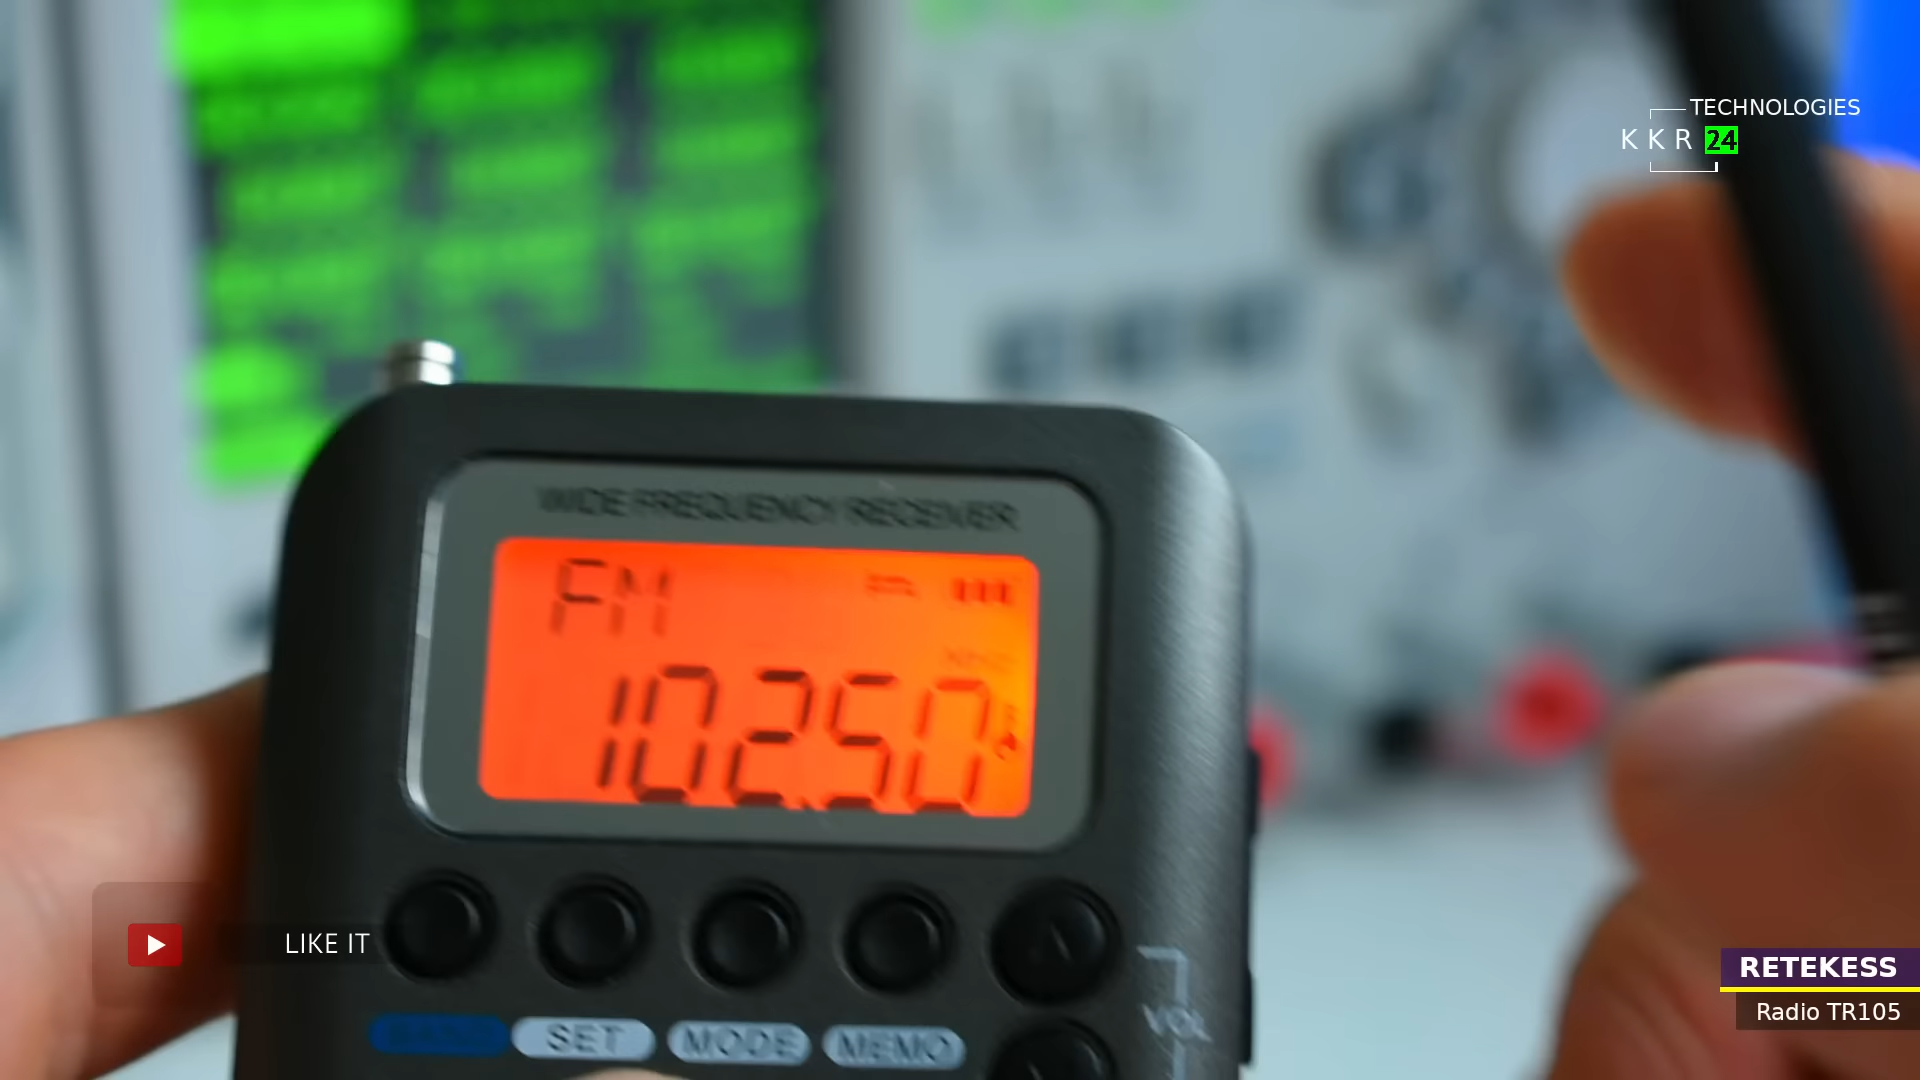 TECHNOLOGIES
K K R 24
WIDE FREQUENCY RECEIVER
FM
102.50
LIKE IT
RETEKESS
Radio TR105
SET
MODE
MEMO
VOL